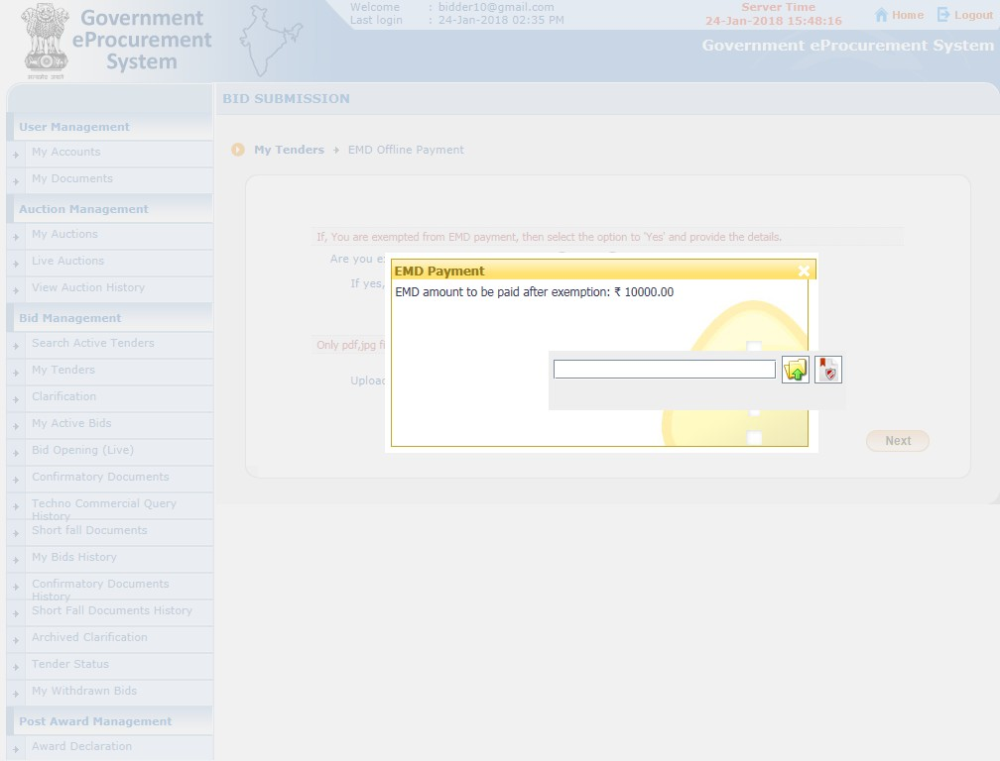 Government
eProcurement
System
Welcome : bidder10@gmail.com
Last login : 24-Jan-2018 02:35 PM
Server Time
24-Jan-2018 15:48:16
Home
Logout
Government eProcurement System
BID SUBMISSION
User Management
My Accounts
My Documents
Auction Management
My Auctions
Live Auctions
View Auction History
Bid Management
Search Active Tenders
My Tenders
Clarification
My Active Bids
Bid Opening (Live)
Confirmatory Documents
Techno Commercial Query
History
Short fall Documents
My Bids History
Confirmatory Documents
History
Short Fall Documents History
Archived Clarification
Tender Status
My Withdrawn Bids
Post Award Management
Award Declaration
My Tenders EMD Offline Payment
If, You are exempted from EMD payment, then select the option to 'Yes' and provide the details.
Are you e
If yes,
Only pdf,jpg fi
Upload
EMD Payment
EMD amount to be paid after exemption: ₹ 10000.00
Next